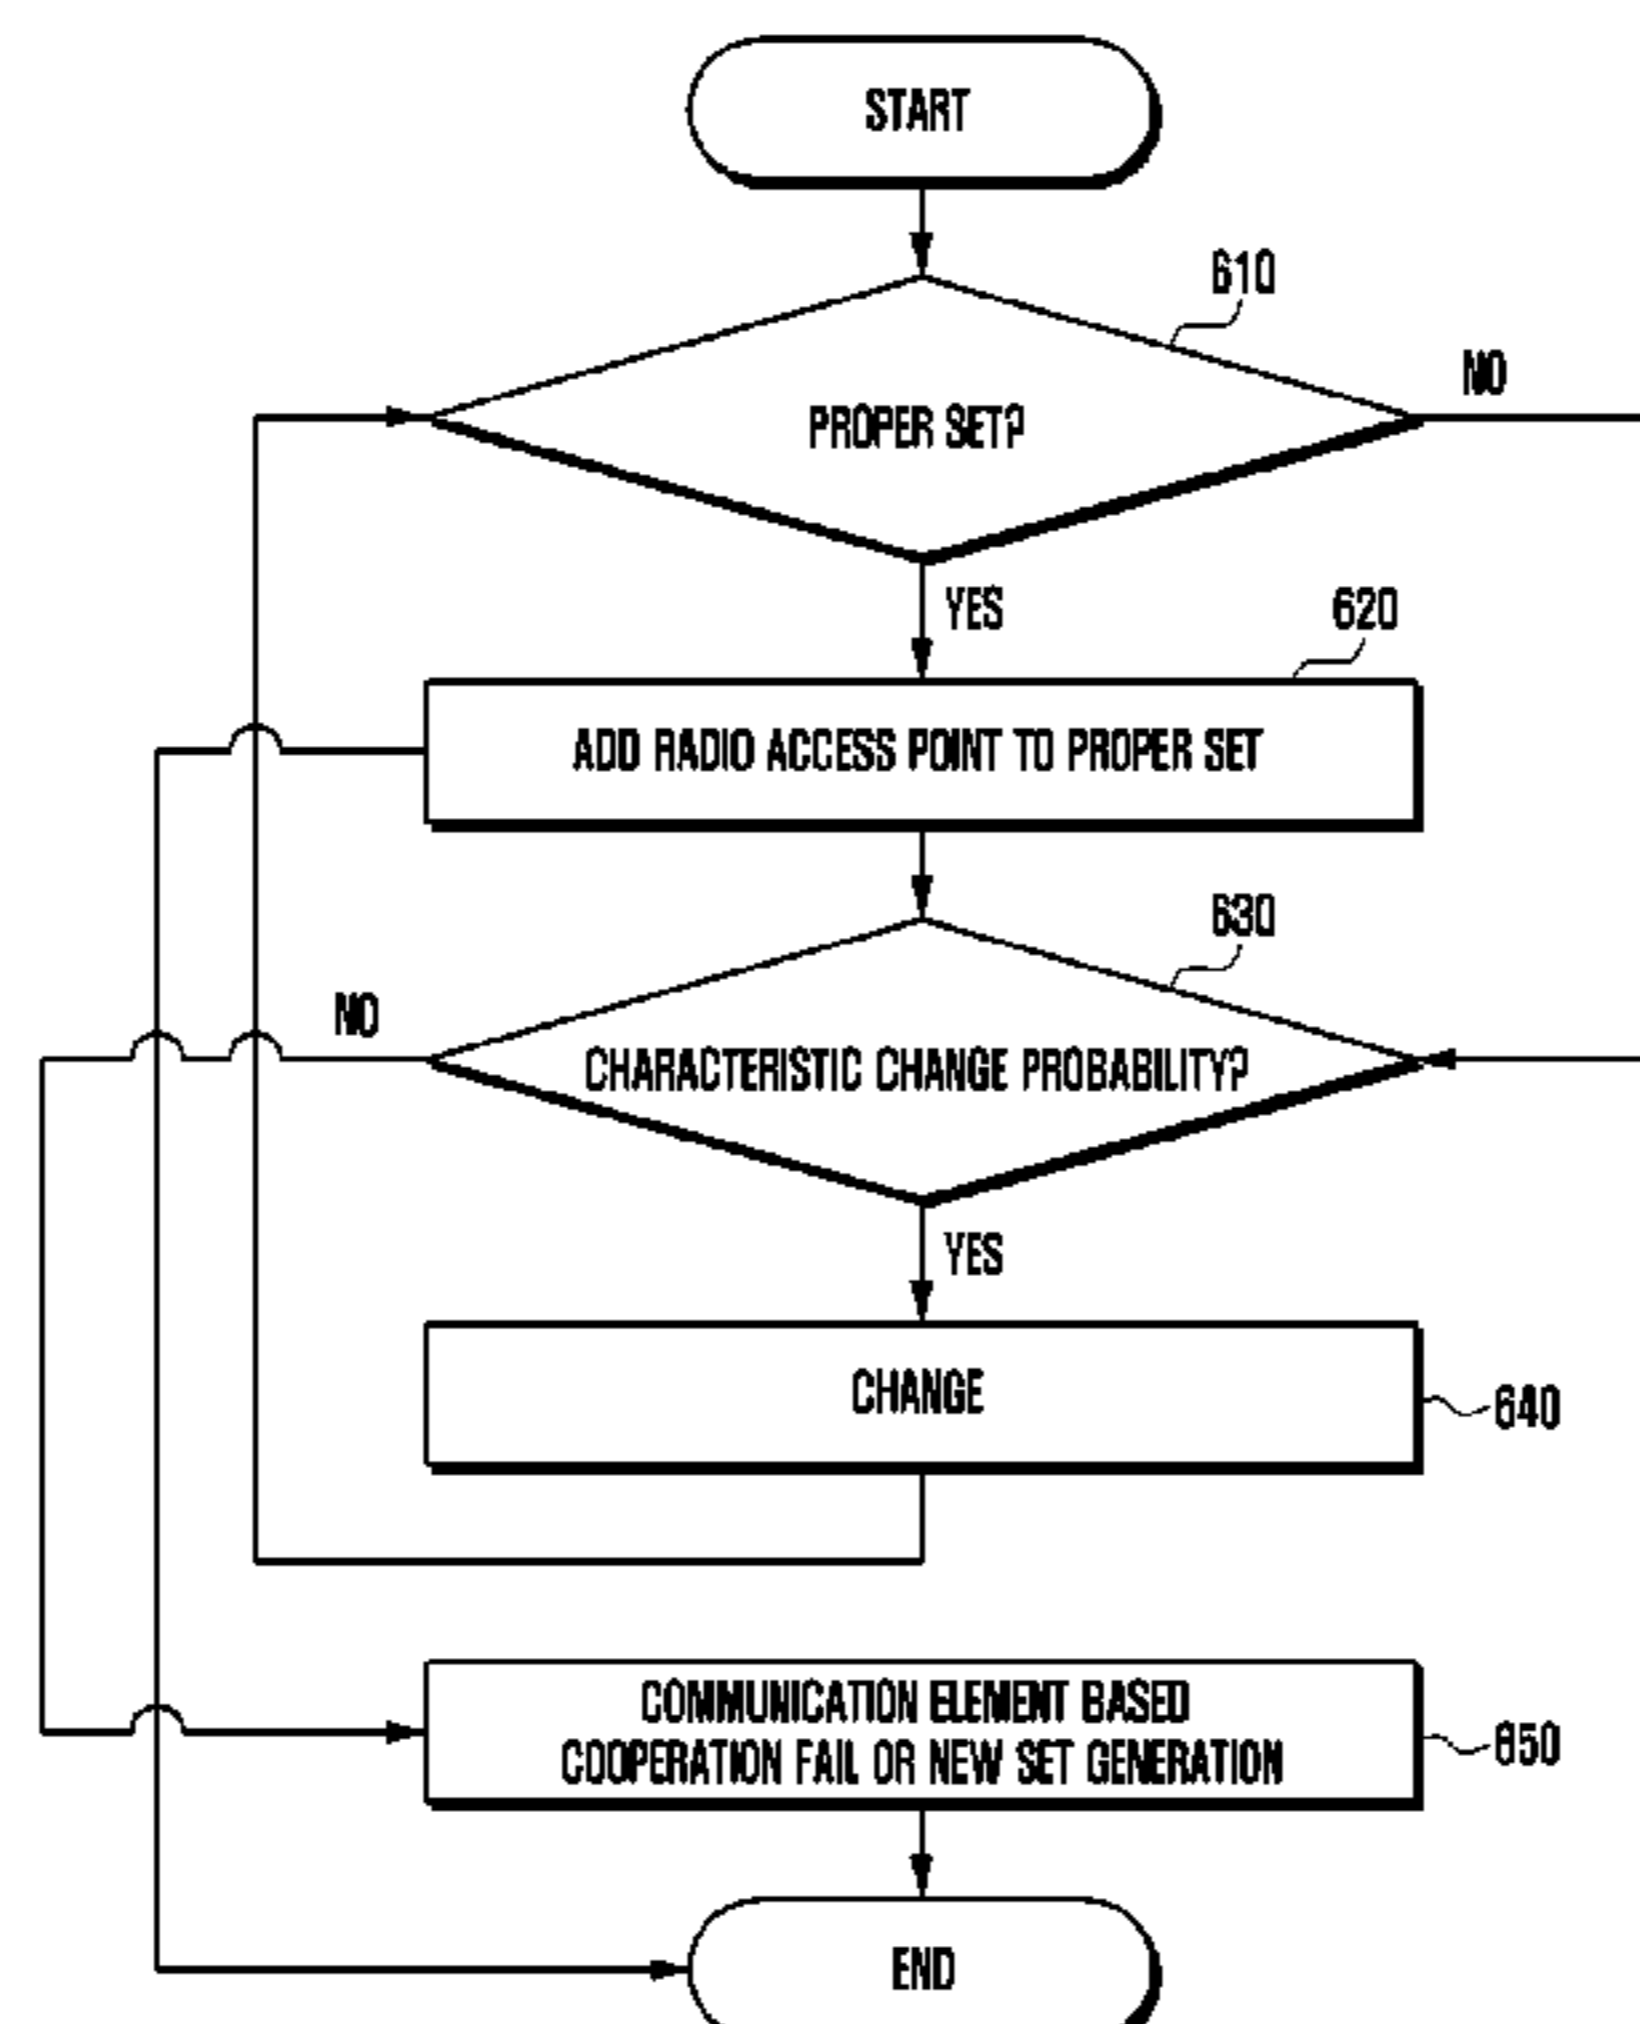 START
610
NO
PROPER SET?
YES
620
ADD RADIO ACCESS POINT TO PROPER SET
630
NO
CHARACTERISTIC CHANGE PROBABILITY?
YES
CHANGE
640
COMMUNICATION ELEMENT BASED
COOPERATION FAIL OR NEW SET GENERATION
650
END